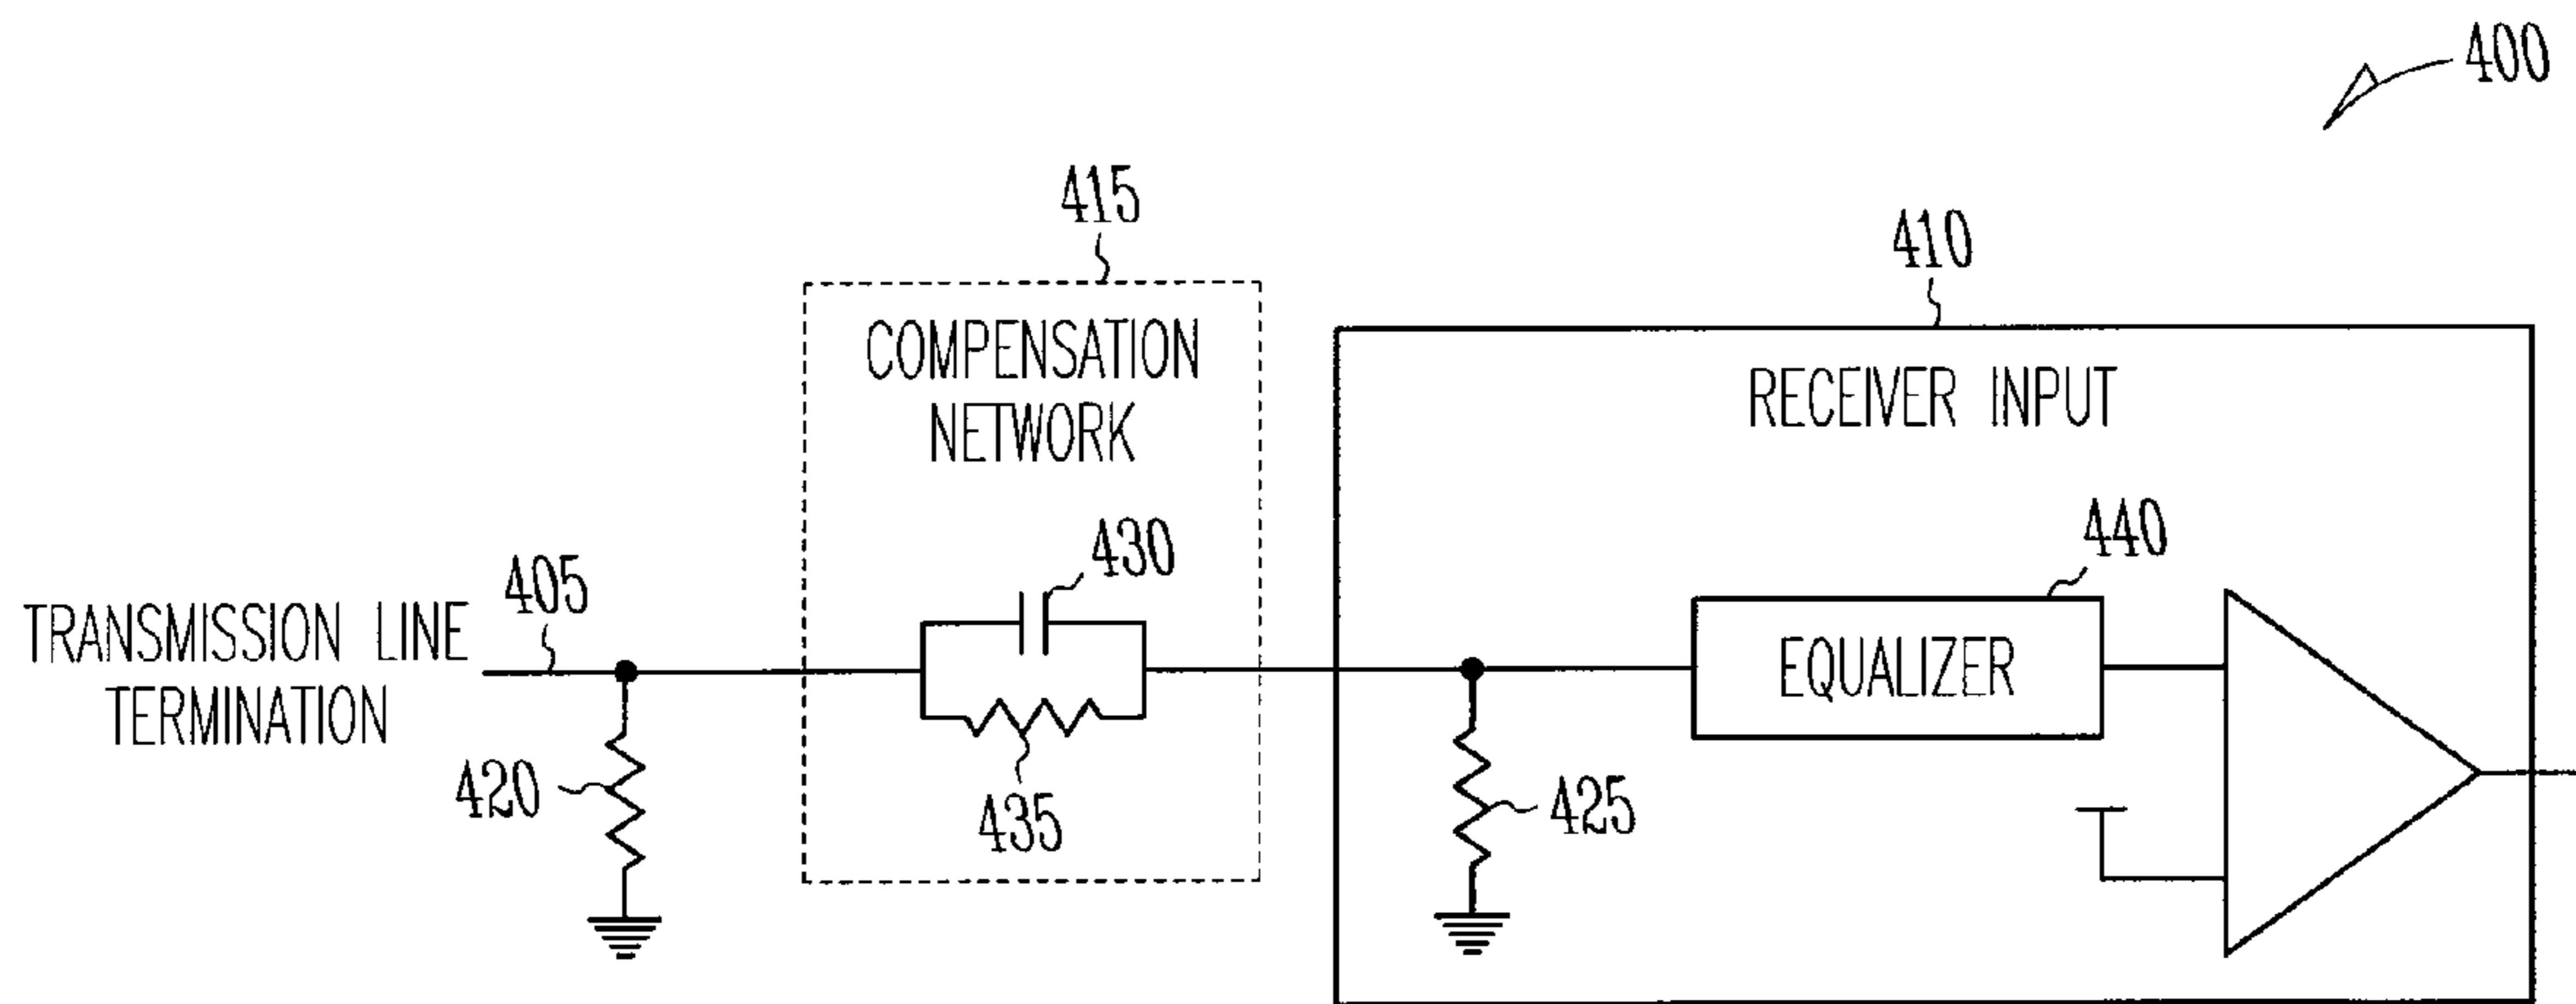 400
415
410
COMPENSATION
NETWORK
RECEIVER INPUT
430
440
405
TRANSMISSION LINE
TERMINATION
EQUALIZER
420
435
425